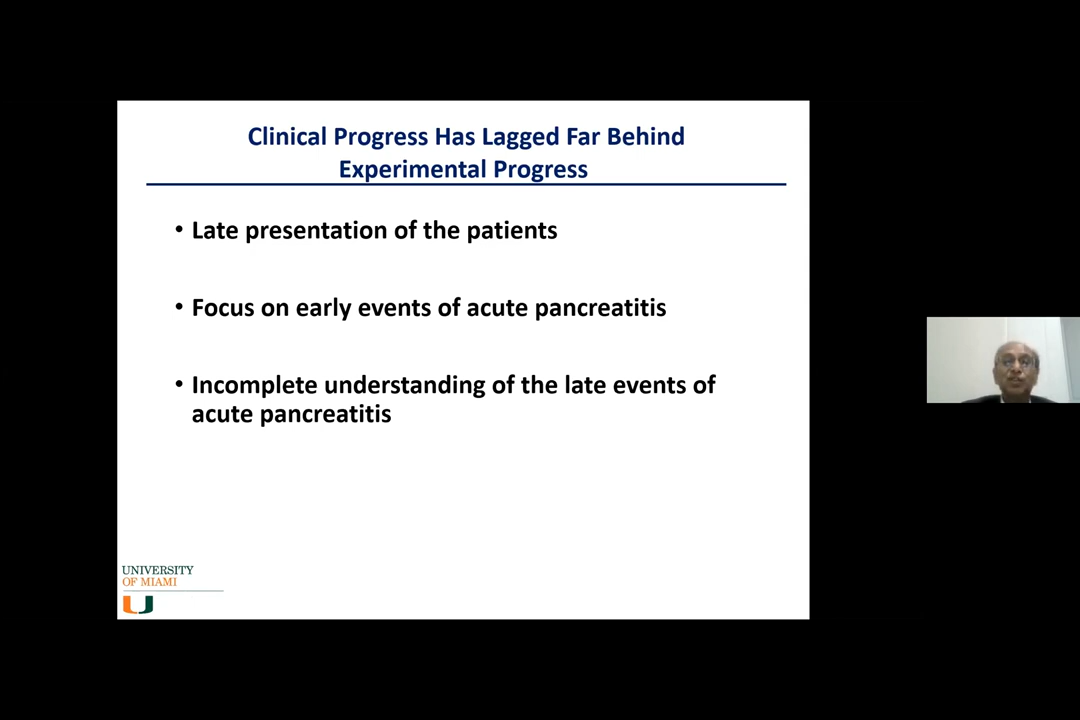 Clinical Progress Has Lagged Far Behind
Experimental Progress
• Late presentation of the patients
• Focus on early events of acute pancreatitis
• Incomplete understanding of the late events of
acute pancreatitis
UNIVERSITY
OF MIAMI